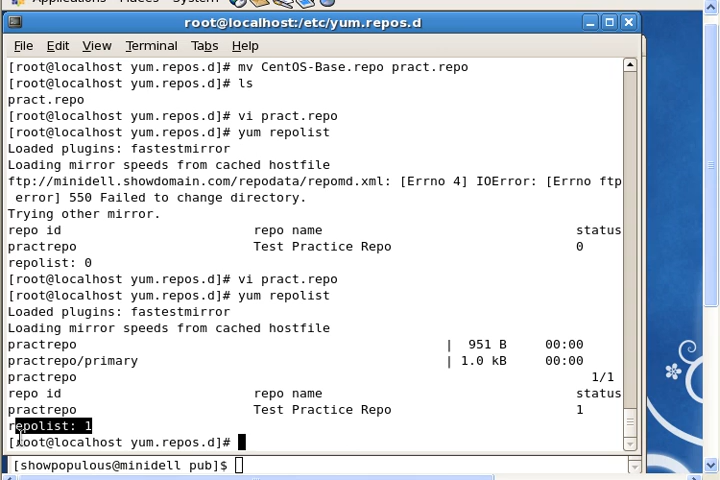 Applications Places System
root@localhost:/etc/yum.repos.d
File Edit View Terminal Tabs Help
[root@localhost yum.repos.d]# mv CentOS-Base.repo pract.repo
[root@localhost yum.repos.d]# ls
pract.repo
[root@localhost yum.repos.d]# vi pract.repo
[root@localhost yum.repos.d]# yum repolist
Loaded plugins: fastestmirror
Loading mirror speeds from cached hostfile
ftp://minidell.showdomain.com/repodata/repomd.xml: [Errno 4] IOError: [Errno ftp
error] 550 Failed to change directory.
Trying other mirror.
repo id repo name status
practrepo Test Practice Repo 0
repolist: 0
[root@localhost yum.repos.d]# vi pract.repo
[root@localhost yum.repos.d]# yum repolist
Loaded plugins: fastestmirror
Loading mirror speeds from cached hostfile
practrepo | 951 B 00:00
practrepo/primary | 1.0 kB 00:00
practrepo 1/1
repo id repo name status
practrepo Test Practice Repo 1
repolist: 1
[root@localhost yum.repos.d]#
[showpopulous@minidell pub]$